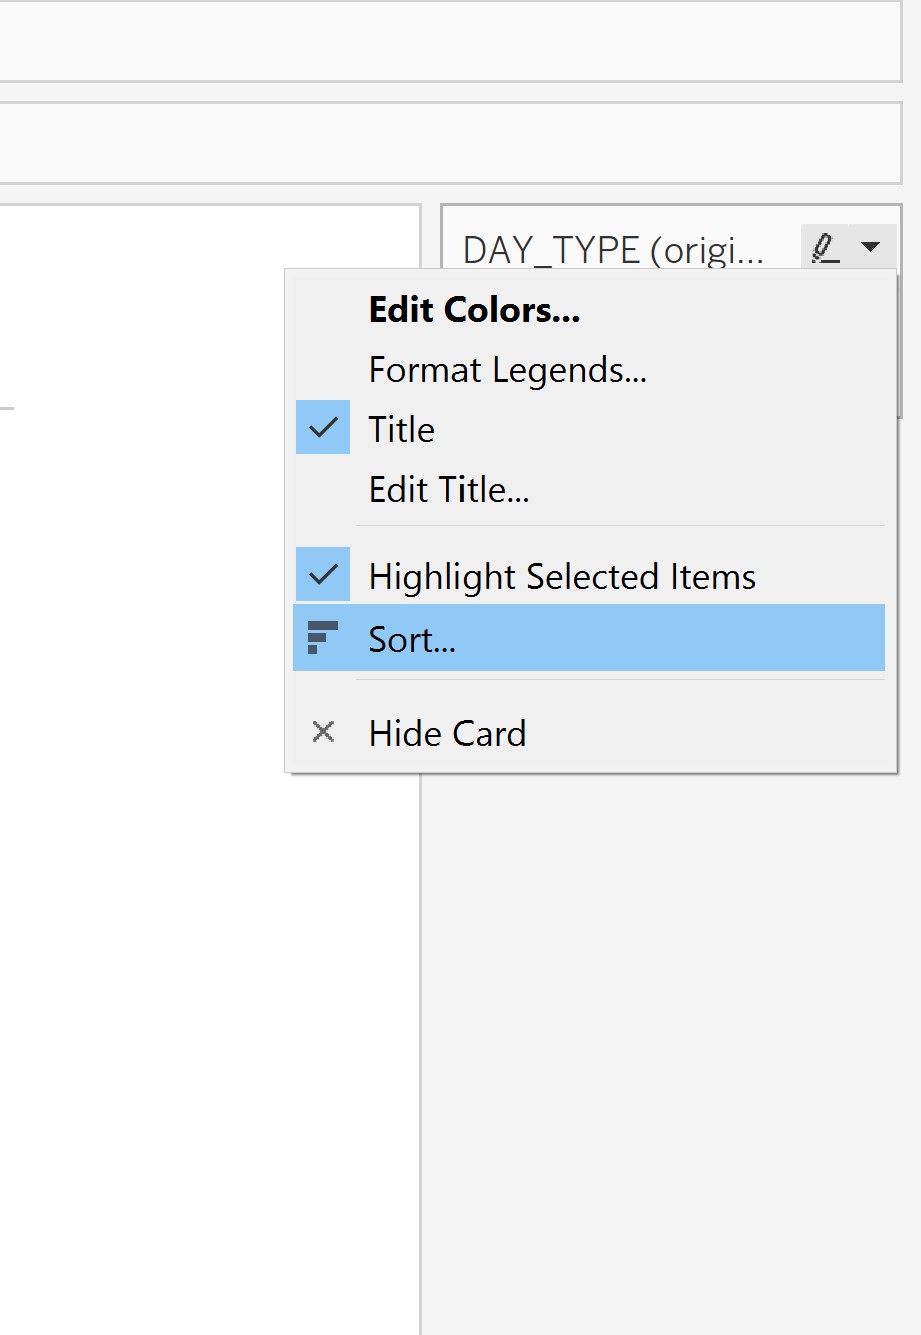 DAY_TYPE (origi...
Edit Colors...
Format Legends...
Title
Edit Title...
Highlight Selected Items
Sort...
Hide Card